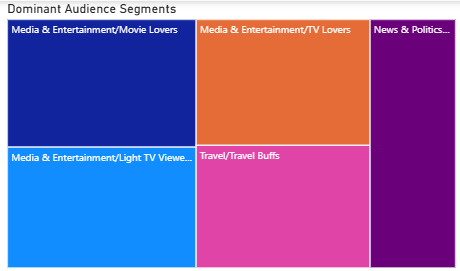 Dominant Audience Segments
Media & Entertainment/Movie Lovers
Media & Entertainment/TV Lovers
News & Politics...
Media & Entertainment/Light TV Viewe...
Travel/Travel Buffs